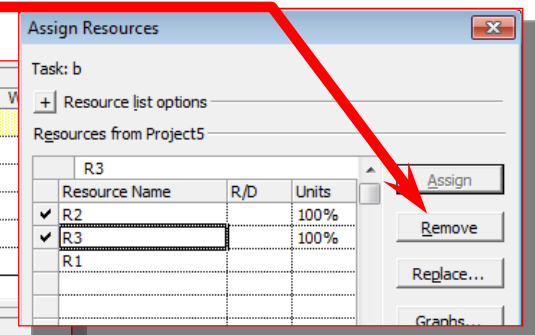 Assign Resources
Task: b
W
+ Resource list options
Resources from Project5
R3
Assign
Resource Name R/D Units
R2 100%
Remove
R3 100%
R1
Replace...
Graphs...